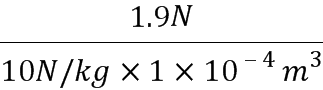 1.9N
10N/kg × 1 × 10⁻⁴ m³